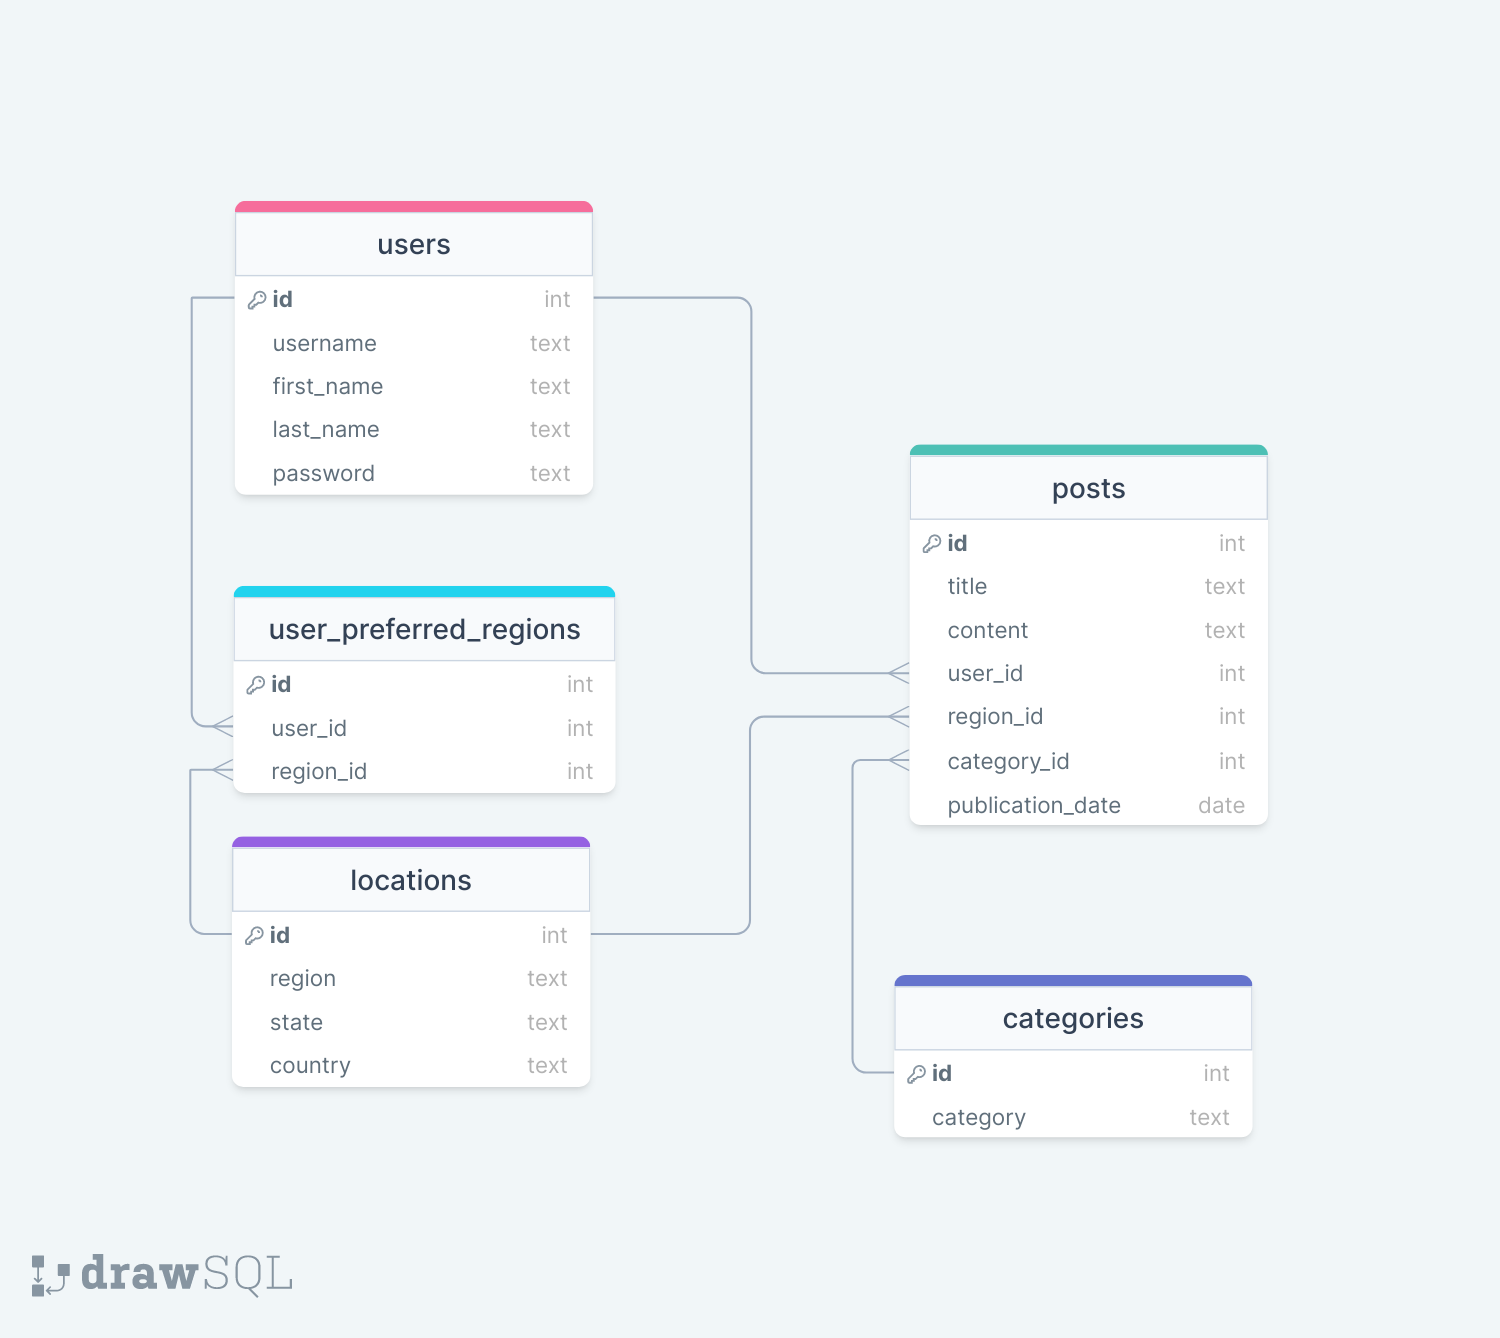 users
id int
username text
first_name text
last_name text
password text
user_preferred_regions
id int
user_id int
region_id int
locations
id int
region text
state text
country text
posts
id int
title text
content text
user_id int
region_id int
category_id int
publication_date date
categories
id int
category text
drawSQL